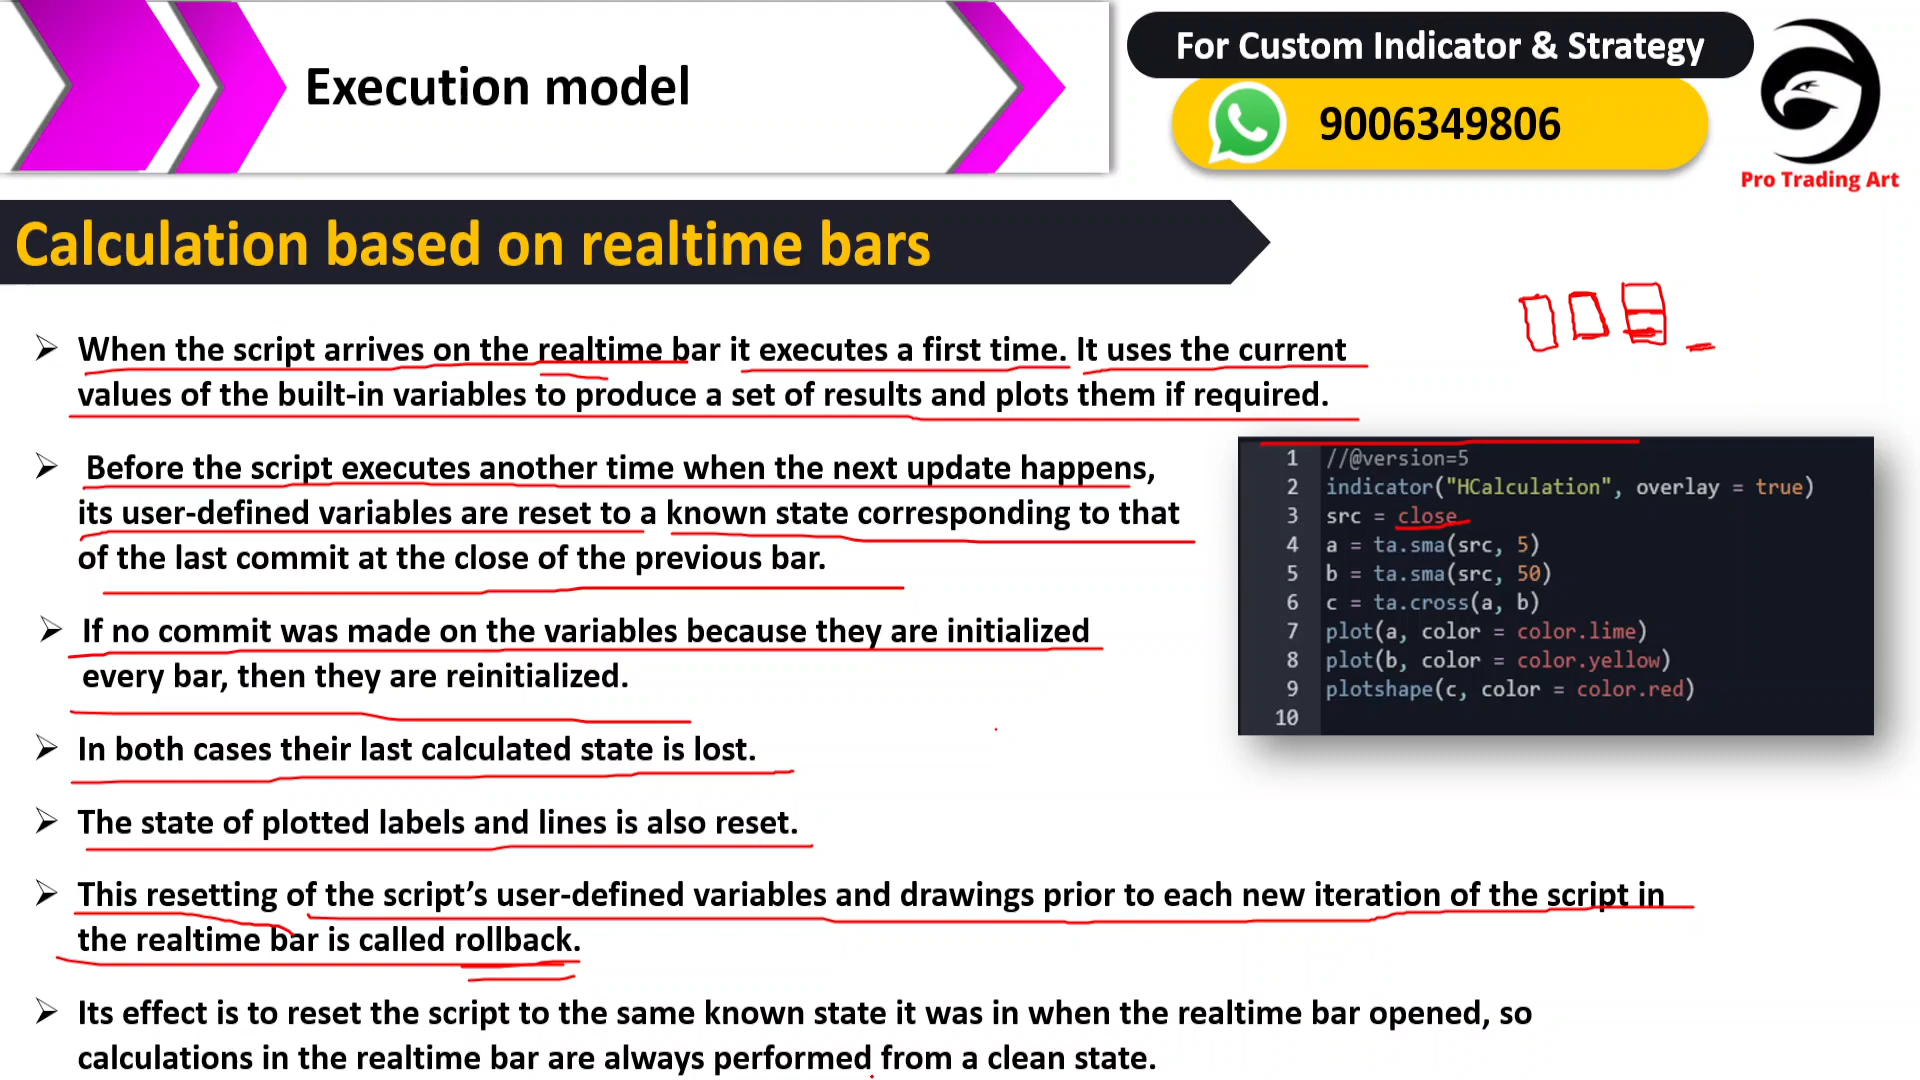 Execution model
For Custom Indicator & Strategy
9006349806
Pro Trading Art
Calculation based on realtime bars
When the script arrives on the realtime bar it executes a first time. It uses the current
values of the built-in variables to produce a set of results and plots them if required.
Before the script executes another time when the next update happens,
its user-defined variables are reset to a known state corresponding to that
of the last commit at the close of the previous bar.
If no commit was made on the variables because they are initialized
every bar, then they are reinitialized.
In both cases their last calculated state is lost.
The state of plotted labels and lines is also reset.
This resetting of the script’s user-defined variables and drawings prior to each new iteration of the script in
the realtime bar is called rollback.
Its effect is to reset the script to the same known state it was in when the realtime bar opened, so
calculations in the realtime bar are always performed from a clean state.
1 //@version=5
2 indicator("HCalculation", overlay = true)
3 src = close
4 a = ta.sma(src, 5)
5 b = ta.sma(src, 50)
6 c = ta.cross(a, b)
7 plot(a, color = color.lime)
8 plot(b, color = color.yellow)
9 plotshape(c, color = color.red)
10